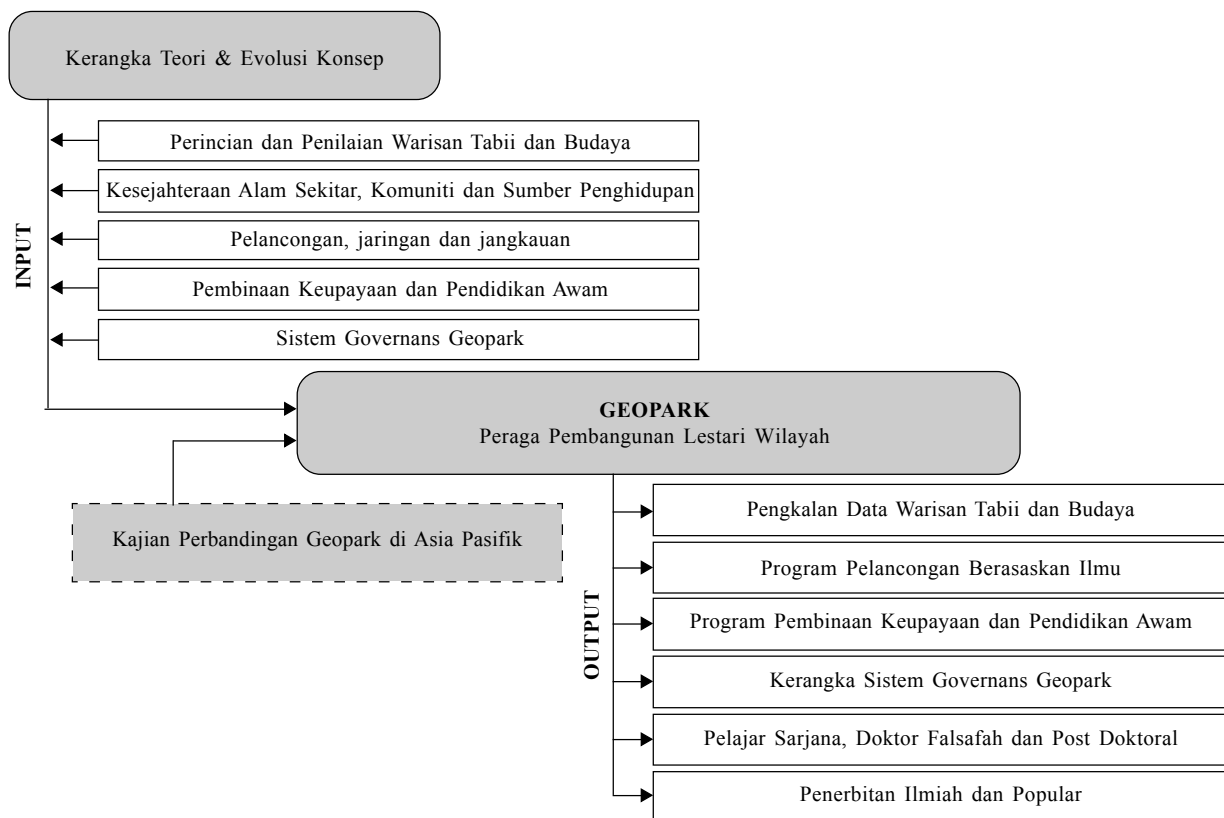 Kerangka Teori & Evolusi Konsep
Perincian dan Penilaian Warisan Tabii dan Budaya
Kesejahteraan Alam Sekitar, Komuniti dan Sumber Penghidupan
Pelancongan, jaringan dan jangkauan
Pembinaan Keupayaan dan Pendidikan Awam
Sistem Governans Geopark
INPUT
GEOPARK
Peraga Pembangunan Lestari Wilayah
Kajian Perbandingan Geopark di Asia Pasifik
OUTPUT
Pengkalan Data Warisan Tabii dan Budaya
Program Pelancongan Berasaskan Ilmu
Program Pembinaan Keupayaan dan Pendidikan Awam
Kerangka Sistem Governans Geopark
Pelajar Sarjana, Doktor Falsafah dan Post Doktoral
Penerbitan Ilmiah dan Popular